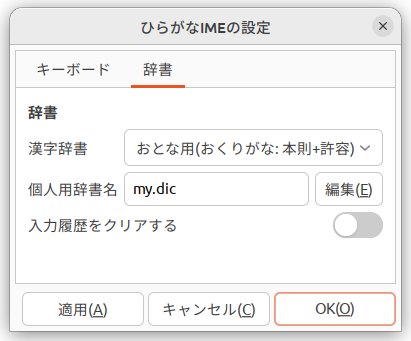 ひらがなIMEの設定
キーボード 辞書
辞書
漢字辞書 おとな用(おくりがな: 本則+許容)
個人用辞書名 my.dic 編集(E)
入力履歴をクリアする
適用(A) キャンセル(C) OK(O)